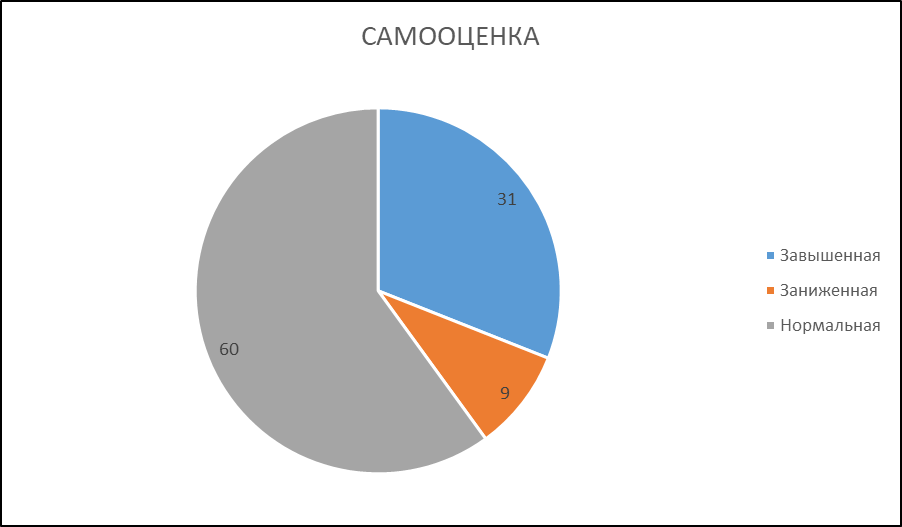 САМООЦЕНКА
31
9
60
Завышенная
Заниженная
Нормальная